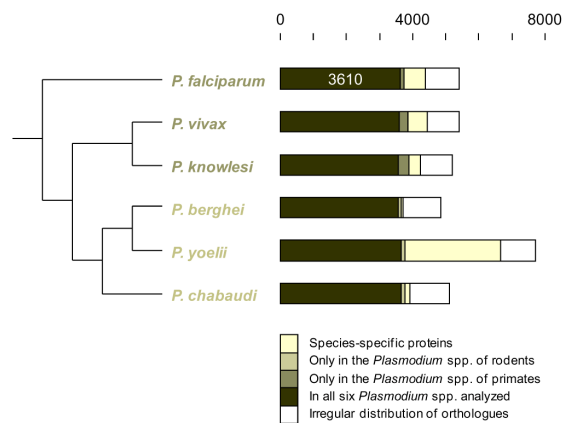 0 4000 8000
P. falciparum 3610
P. vivax
P. knowlesi
P. berghei
P. yoelii
P. chabaudi
Species-specific proteins
Only in the Plasmodium spp. of rodents
Only in the Plasmodium spp. of primates
In all six Plasmodium spp. analyzed
Irregular distribution of orthologues